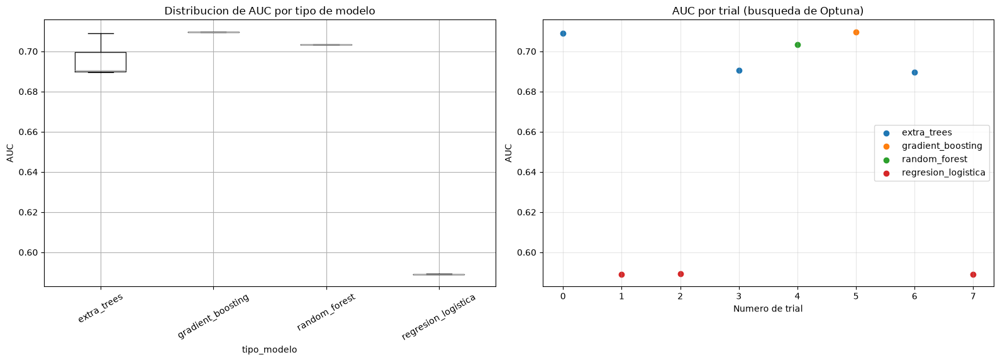 Distribucion de AUC por tipo de modelo
AUC
0.70
0.68
0.66
0.64
0.62
0.60
extra_trees
gradient_boosting
random_forest
regresion_logistica
tipo_modelo
AUC por trial (busqueda de Optuna)
AUC
0.70
0.68
0.66
0.64
0.62
0.60
extra_trees
gradient_boosting
random_forest
regresion_logistica
0 1 2 3 4 5 6 7
Numero de trial